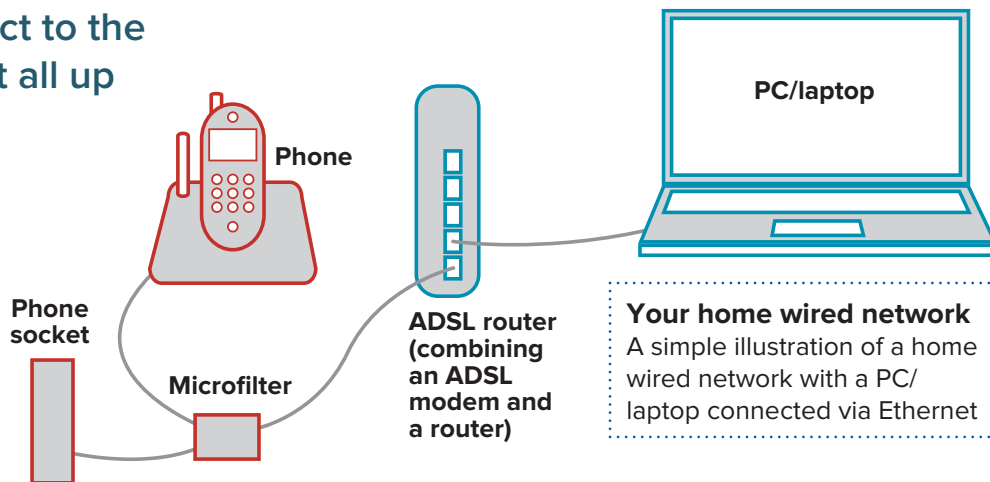 ct to the
t all up
PC/laptop
Phone
Phone
socket
Microfilter
ADSL router
(combining
an ADSL
modem and
a router)
Your home wired network
A simple illustration of a home
wired network with a PC/
laptop connected via Ethernet